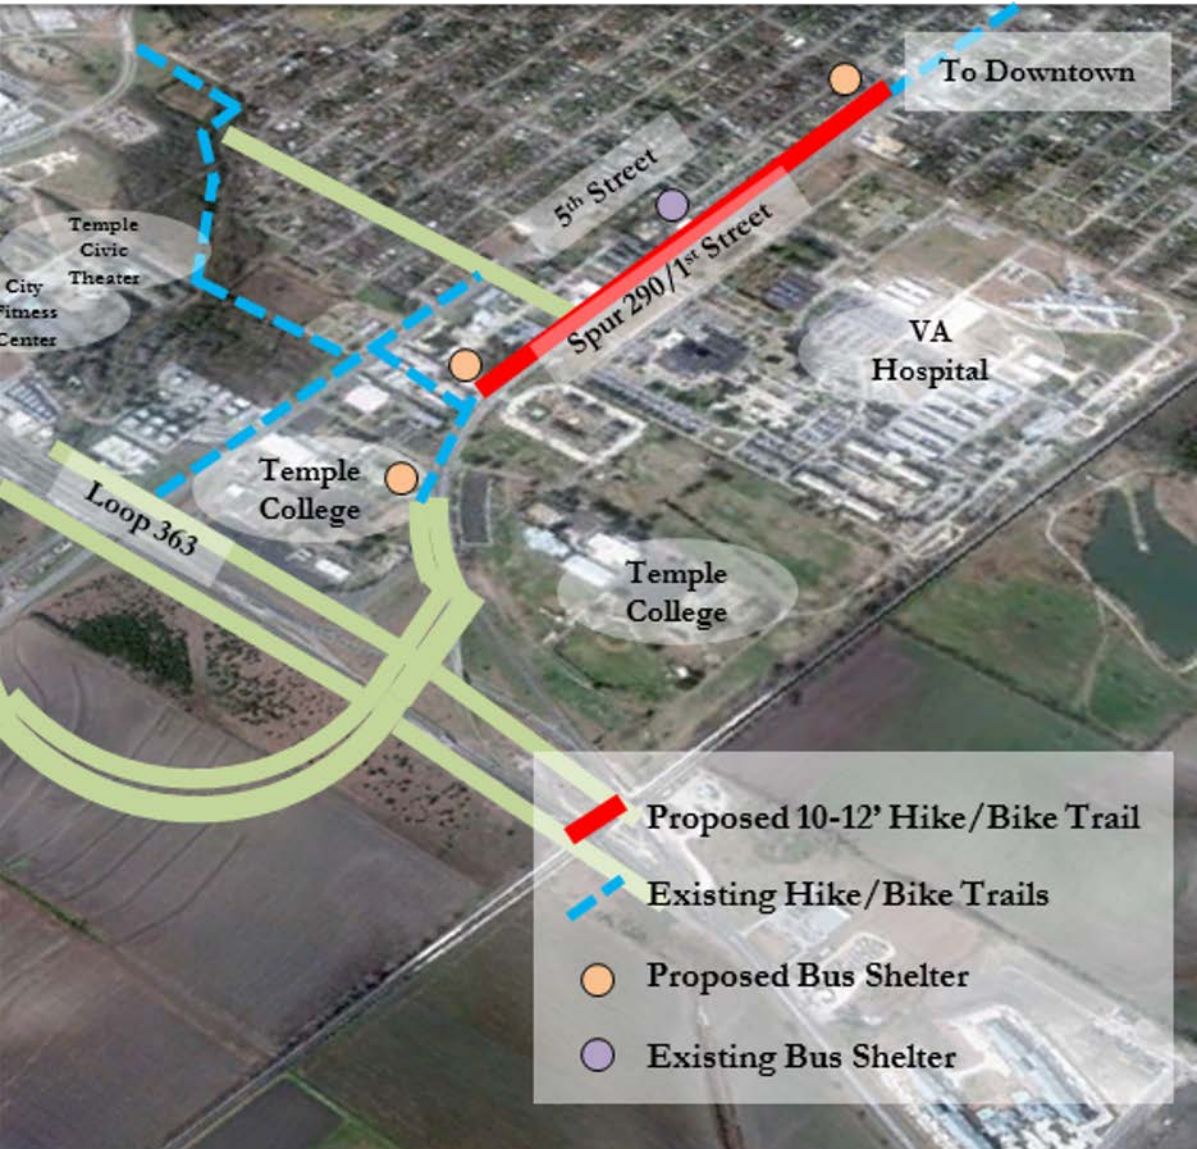 To Downtown
5th Street
Spur 290/1st Street
Temple
Civic
Theater
City
Fitness
Center
VA
Hospital
Temple
College
Loop 363
Temple
College
Proposed 10-12’ Hike/Bike Trail
Existing Hike/Bike Trails
Proposed Bus Shelter
Existing Bus Shelter